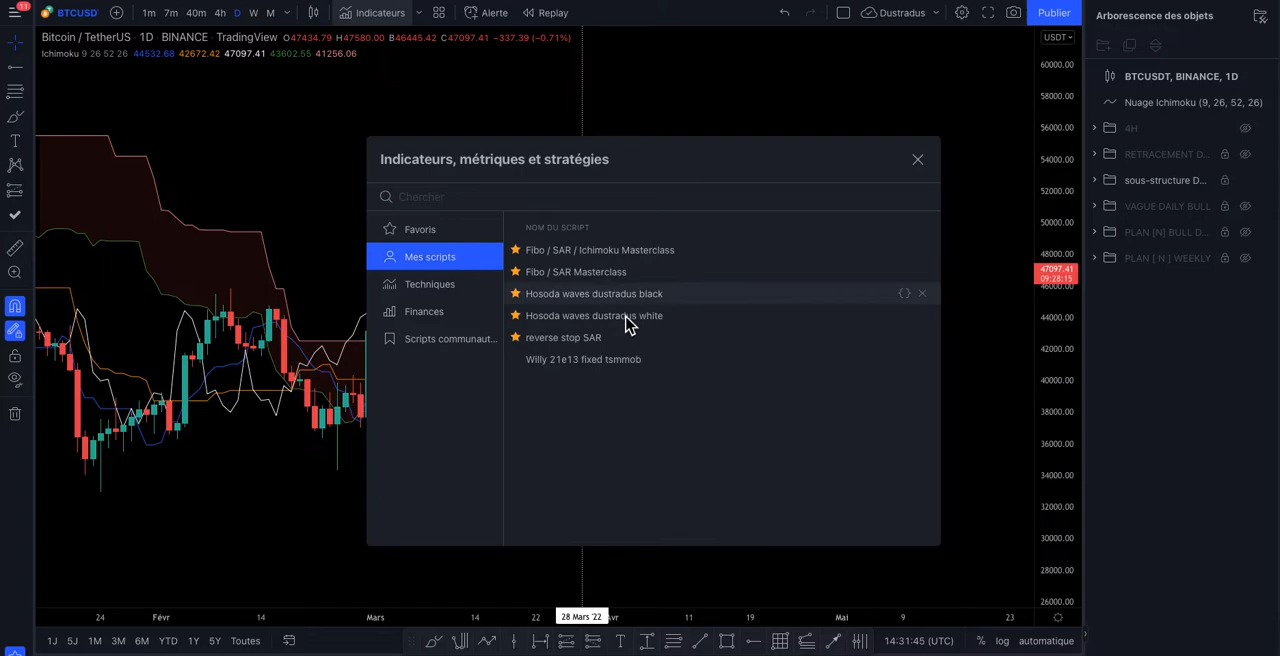 11
BTCUSD 1m 7m 40m 4h D W M Indicateurs Alerte Replay Dustradus Publier
Bitcoin / TetherUS · 1D · BINANCE · TradingView O47434.79 H47580.00 B46445.42 C47097.41 −337.39 (−0.71%)
Ichimoku 9 26 52 26 44532.68 42672.42 47097.41 43602.55 41256.06
USDT
60000.00
58000.00
56000.00
54000.00
52000.00
50000.00
48000.00
47097.41
09:28:15
46000.00
44000.00
42000.00
40000.00
38000.00
36000.00
34000.00
32000.00
30000.00
28000.00
26000.00
Indicateurs, métriques et stratégies
Chercher
Favoris
Mes scripts
Techniques
Finances
Scripts communaut...
NOM DU SCRIPT
Fibo / SAR / Ichimoku Masterclass
Fibo / SAR Masterclass
Hosoda waves dustradus black
Hosoda waves dustradus white
reverse stop SAR
Willy 21e13 fixed tsmmob
24 Févr 14 Mars 14 22 28 Mars '22 Avr 11 19 Mai 9 23
1J 5J 1M 3M 6M YTD 1Y 5Y Toutes 14:31:45 (UTC) % log automatique
Arborescence des objets
BTCUSDT, BINANCE, 1D
Nuage Ichimoku (9, 26, 52, 26)
4H
RETRACEMENT D...
sous-structure D...
VAGUE DAILY BULL
PLAN [N] BULL D...
PLAN [ N ] WEEKLY